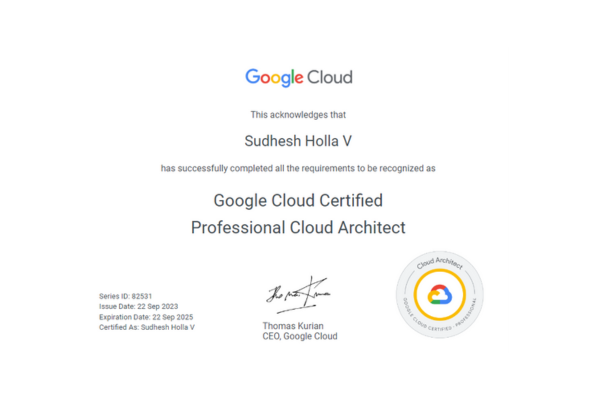 Google Cloud
This acknowledges that
Sudhesh Holla V
has successfully completed all the requirements to be recognized as
Google Cloud Certified
Professional Cloud Architect
Series ID: 82531
Issue Date: 22 Sep 2023
Expiration Date: 22 Sep 2025
Certified As: Sudhesh Holla V
Thomas Kurian
CEO, Google Cloud
Cloud Architect
GOOGLE CLOUD CERTIFIED · PROFESSIONAL